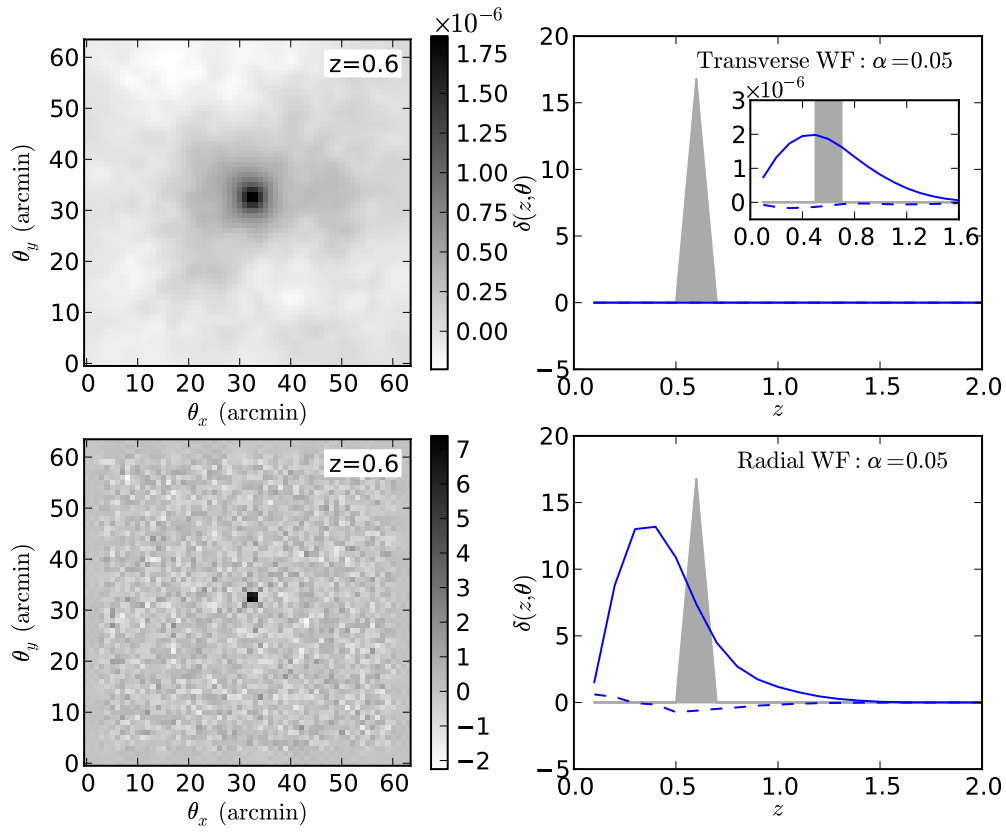 ×10⁻⁶
60
50
40
30
20
10
0
z=0.6
0 10 20 30 40 50 60
θ_x (arcmin)
θ_y (arcmin)
1.75
1.50
1.25
1.00
0.75
0.50
0.25
0.00
20
15
10
5
0
−5
δ(z,θ)
Transverse WF: α=0.05
×10⁻⁶
3
2
1
0
0.0 0.4 0.8 1.2 1.6
0.0 0.5 1.0 1.5 2.0
z
60
50
40
30
20
10
0
z=0.6
0 10 20 30 40 50 60
θ_x (arcmin)
θ_y (arcmin)
7
6
5
4
3
2
1
0
−1
−2
20
15
10
5
0
−5
δ(z,θ)
Radial WF: α=0.05
0.0 0.5 1.0 1.5 2.0
z